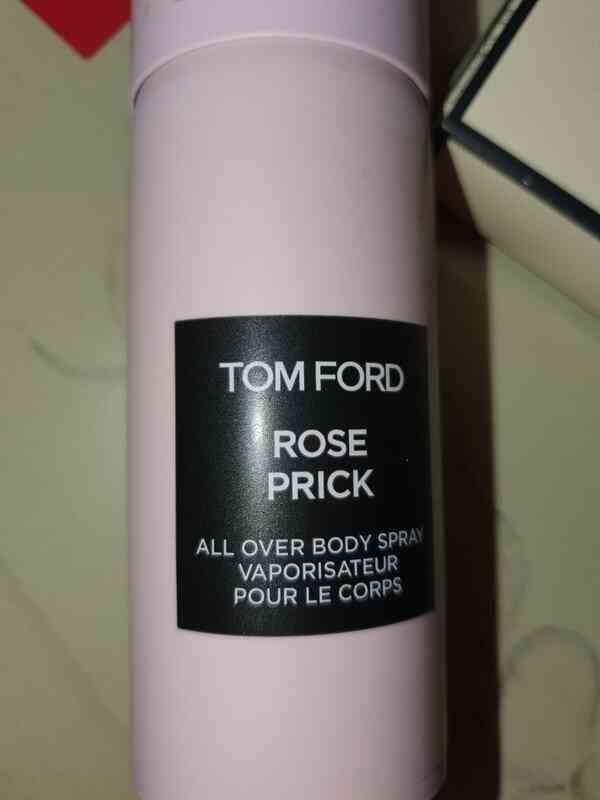 TOM FORD
ROSE
PRICK
ALL OVER BODY SPRAY
VAPORISATEUR
POUR LE CORPS